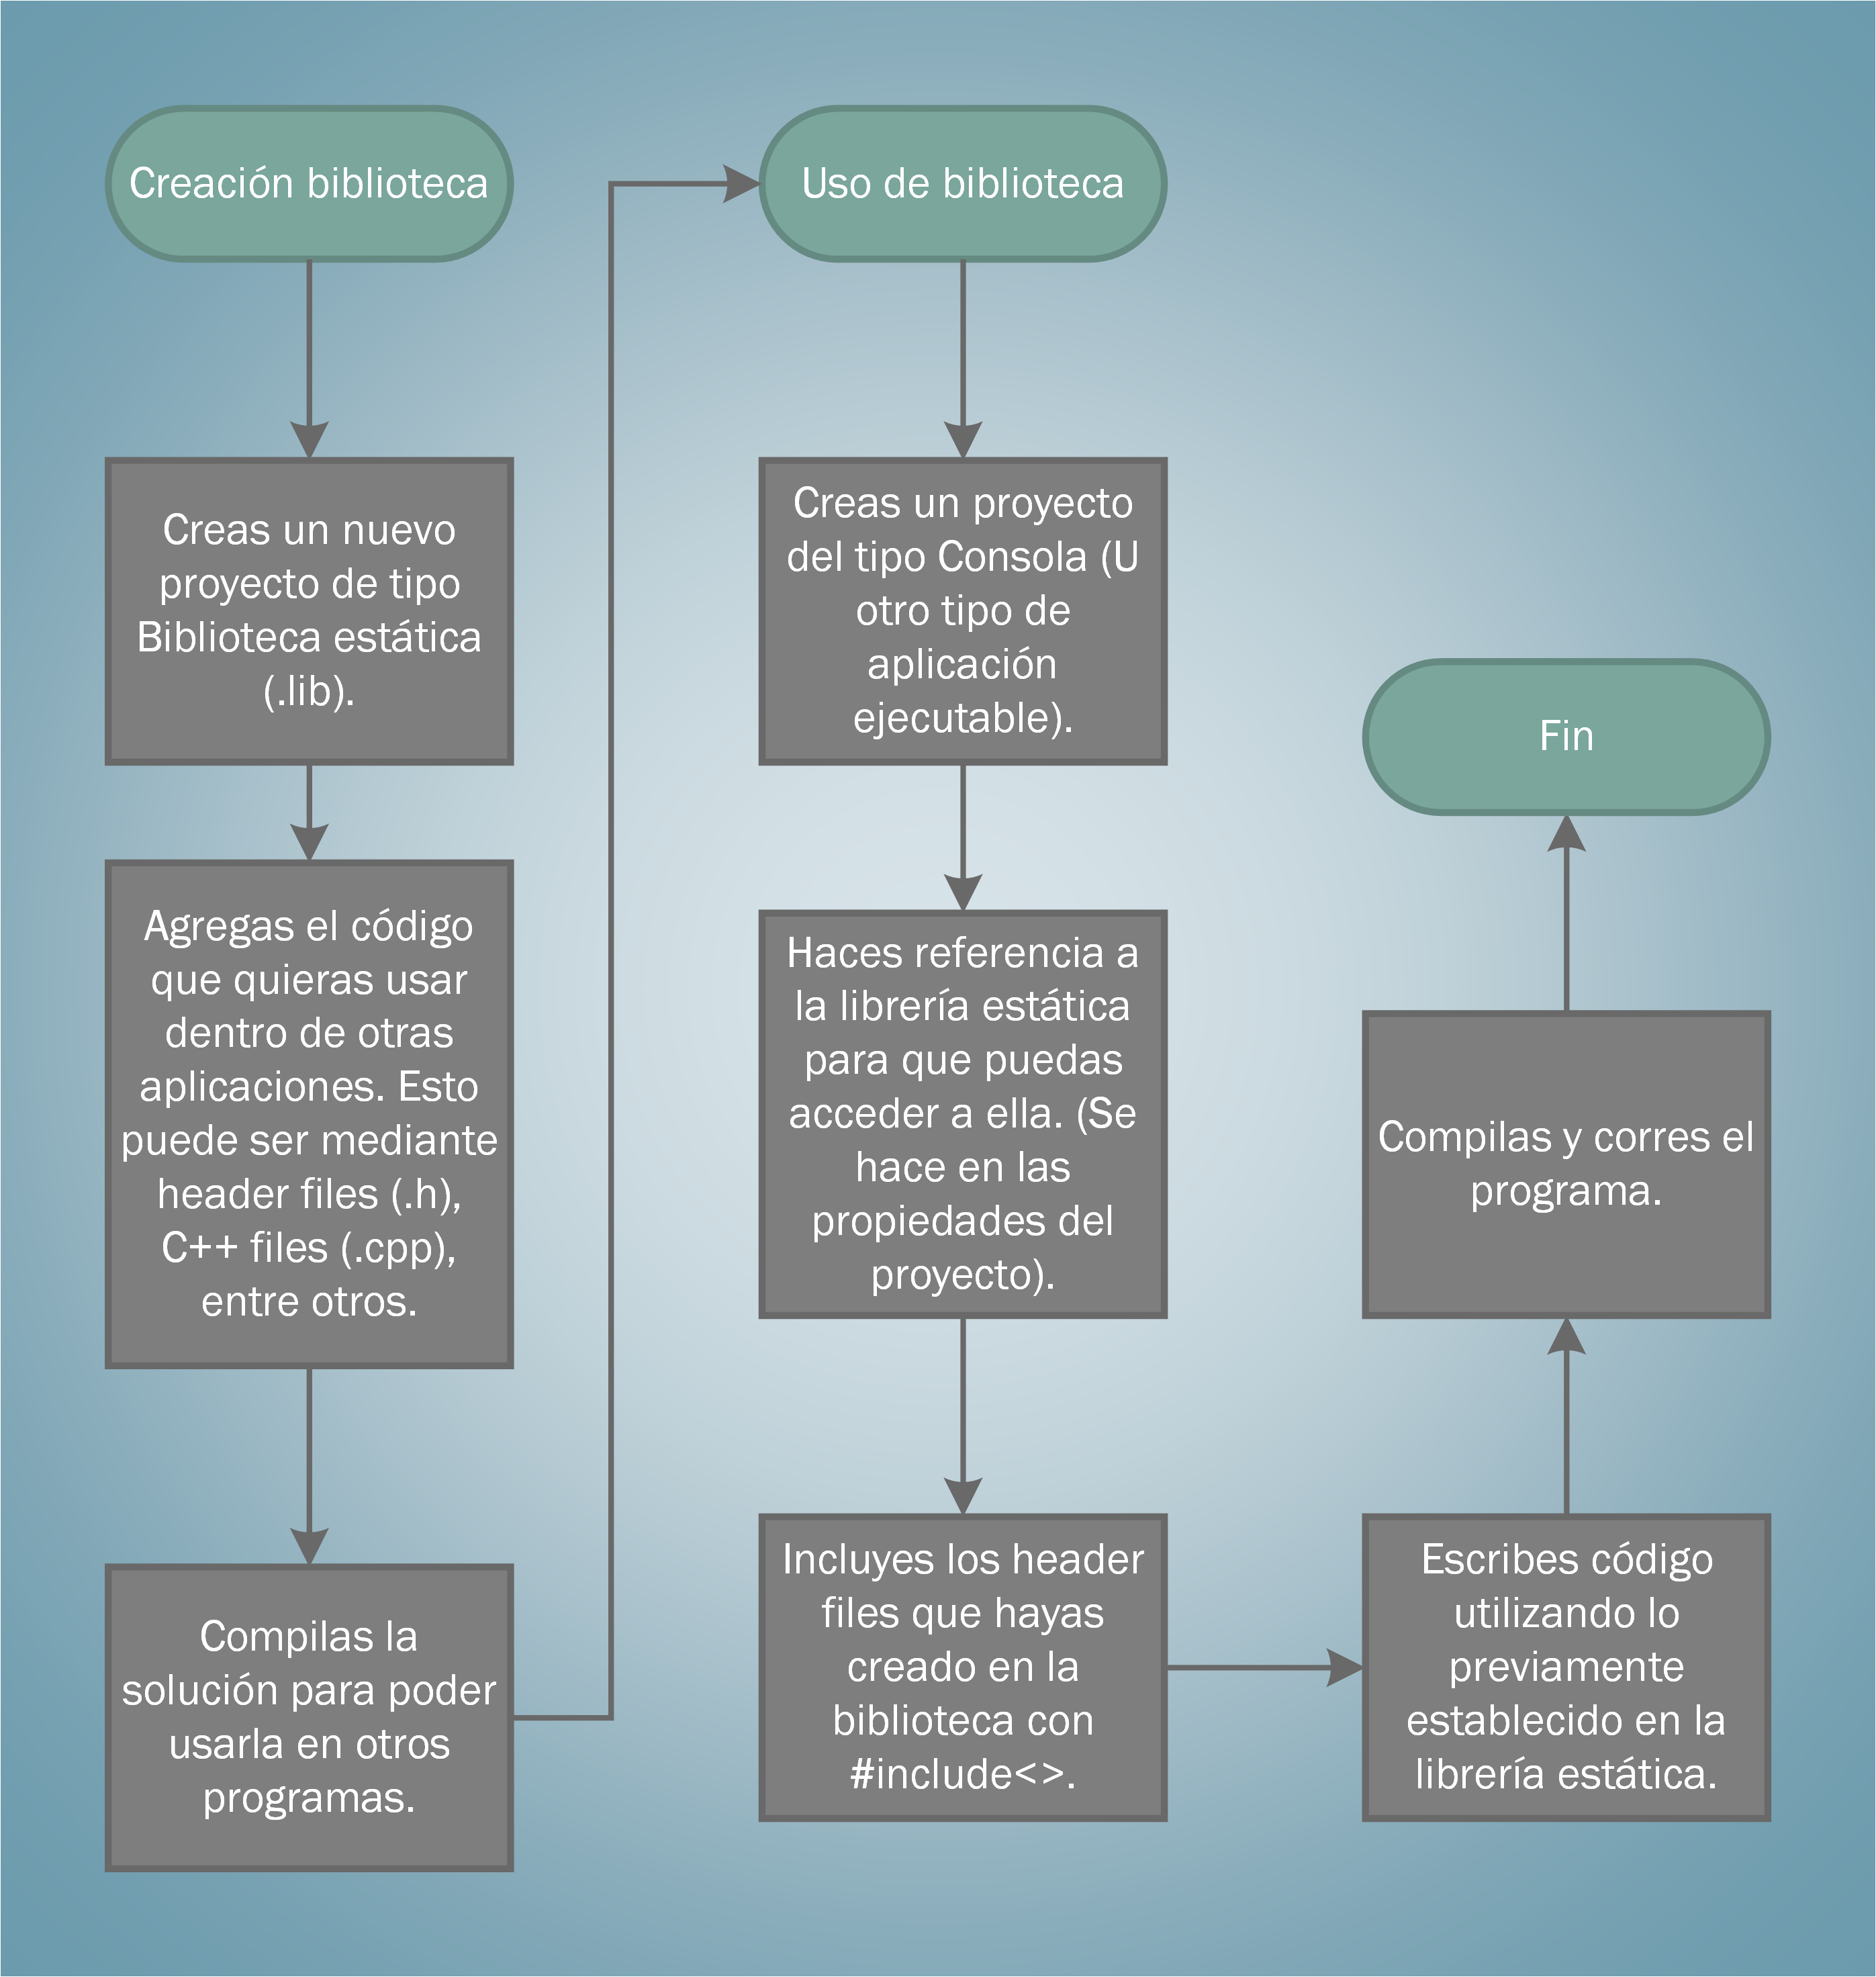 Creación biblioteca
Creas un nuevo
proyecto de tipo
Biblioteca estática
(.lib).
Agregas el código
que quieras usar
dentro de otras
aplicaciones. Esto
puede ser mediante
header files (.h),
C++ files (.cpp),
entre otros.
Compilas la
solución para poder
usarla en otros
programas.
Uso de biblioteca
Creas un proyecto
del tipo Consola (U
otro tipo de
aplicación
ejecutable).
Haces referencia a
la librería estática
para que puedas
acceder a ella. (Se
hace en las
propiedades del
proyecto).
Incluyes los header
files que hayas
creado en la
biblioteca con
#include<>.
Escribes código
utilizando lo
previamente
establecido en la
librería estática.
Compilas y corres el
programa.
Fin